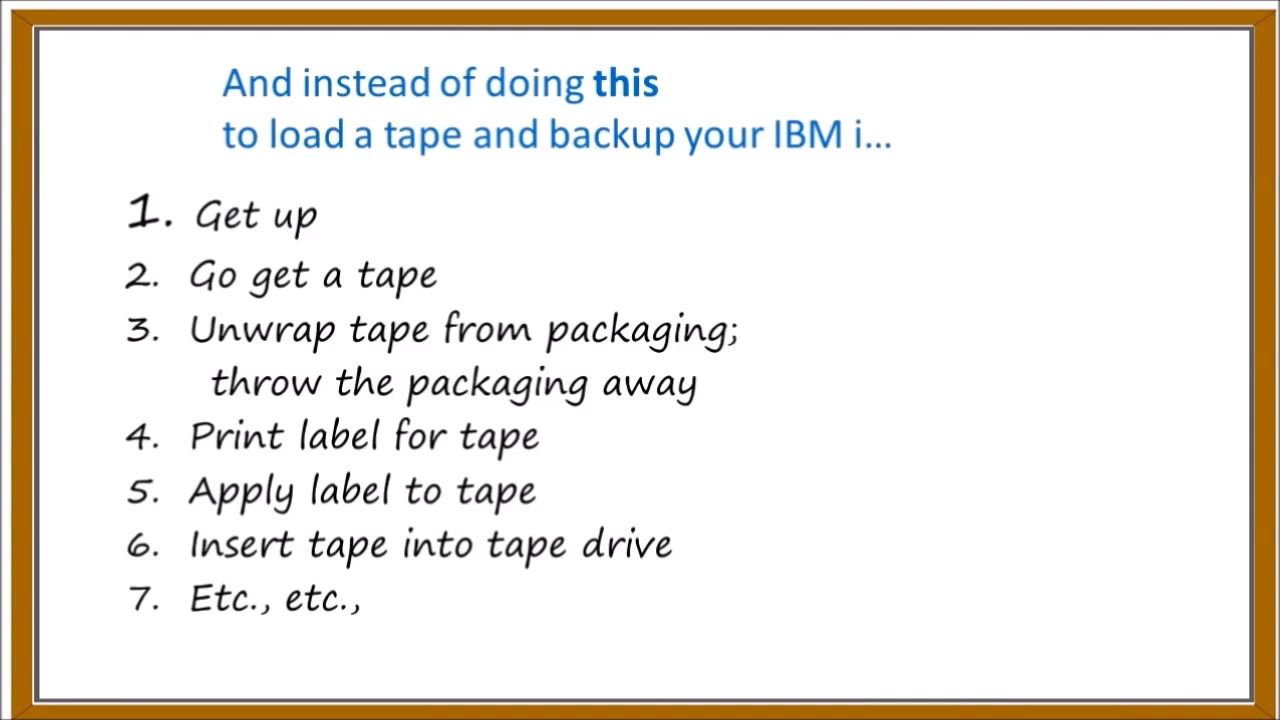 And instead of doing this
to load a tape and backup your IBM i...
1. Get up
2. Go get a tape
3. Unwrap tape from packaging;
throw the packaging away
4. Print label for tape
5. Apply label to tape
6. Insert tape into tape drive
7. Etc., etc.,